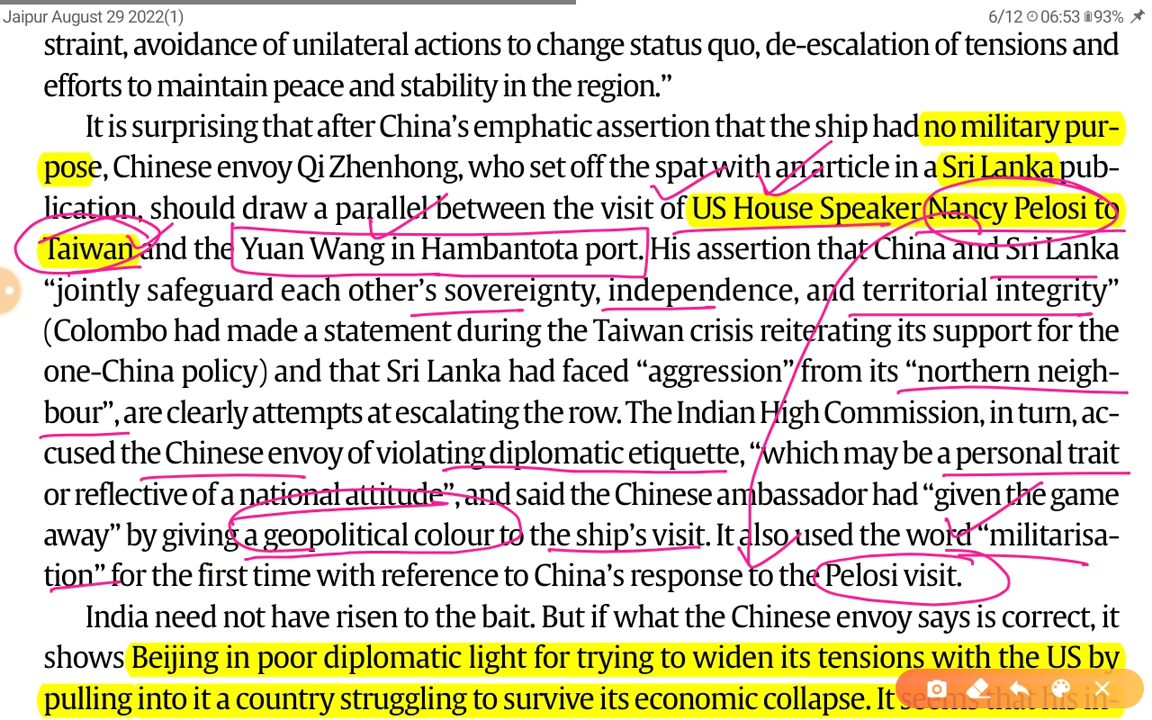 Jaipur August 29 2022(1)
6/12 06:53 93%
straint, avoidance of unilateral actions to change status quo, de-escalation of tensions and
efforts to maintain peace and stability in the region.”
It is surprising that after China’s emphatic assertion that the ship had no military pur-
pose, Chinese envoy Qi Zhenhong, who set off the spat with an article in a Sri Lanka pub-
lication, should draw a parallel between the visit of US House Speaker Nancy Pelosi to
Taiwan and the Yuan Wang in Hambantota port. His assertion that China and Sri Lanka
“jointly safeguard each other’s sovereignty, independence, and territorial integrity”
(Colombo had made a statement during the Taiwan crisis reiterating its support for the
one-China policy) and that Sri Lanka had faced “aggression” from its “northern neigh-
bour”, are clearly attempts at escalating the row. The Indian High Commission, in turn, ac-
cused the Chinese envoy of violating diplomatic etiquette, “which may be a personal trait
or reflective of a national attitude”, and said the Chinese ambassador had “given the game
away” by giving a geopolitical colour to the ship’s visit. It also used the word “militarisa-
tion” for the first time with reference to China’s response to the Pelosi visit.
India need not have risen to the bait. But if what the Chinese envoy says is correct, it
shows Beijing in poor diplomatic light for trying to widen its tensions with the US by
pulling into it a country struggling to survive its economic collapse. It seems that his in-